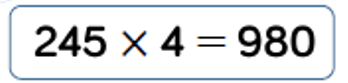 245 × 4 = 980